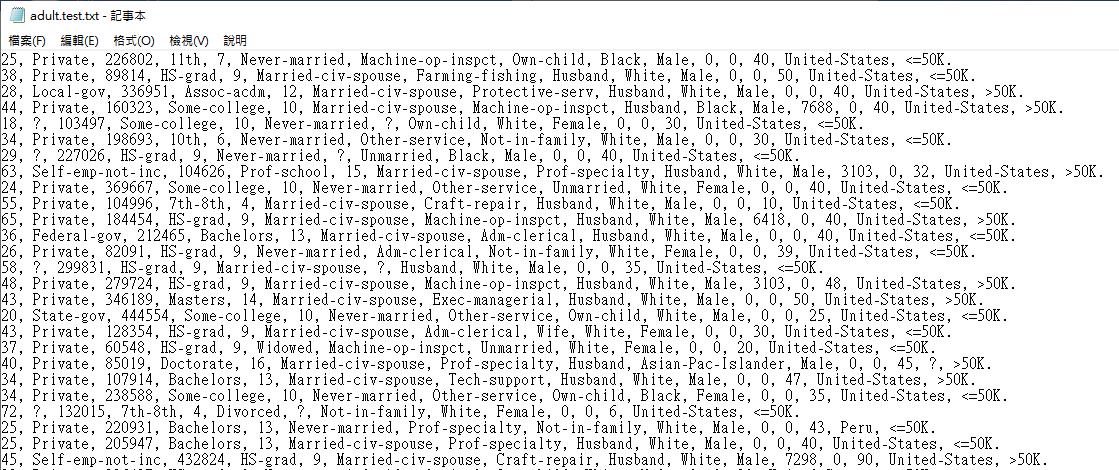 adult.test.txt - 記事本
檔案(F) 編輯(E) 格式(O) 檢視(V) 說明
25, Private, 226802, 11th, 7, Never-married, Machine-op-inspct, Own-child, Black, Male, 0, 0, 40, United-States, <=50K.
38, Private, 89814, HS-grad, 9, Married-civ-spouse, Farming-fishing, Husband, White, Male, 0, 0, 50, United-States, <=50K.
28, Local-gov, 336951, Assoc-acdm, 12, Married-civ-spouse, Protective-serv, Husband, White, Male, 0, 0, 40, United-States, >50K.
44, Private, 160323, Some-college, 10, Married-civ-spouse, Machine-op-inspct, Husband, Black, Male, 7688, 0, 40, United-States, >50K.
18, ?, 103497, Some-college, 10, Never-married, ?, Own-child, White, Female, 0, 0, 30, United-States, <=50K.
34, Private, 198693, 10th, 6, Never-married, Other-service, Not-in-family, White, Male, 0, 0, 30, United-States, <=50K.
29, ?, 227026, HS-grad, 9, Never-married, ?, Unmarried, Black, Male, 0, 0, 40, United-States, <=50K.
63, Self-emp-not-inc, 104626, Prof-school, 15, Married-civ-spouse, Prof-specialty, Husband, White, Male, 3103, 0, 32, United-States, >50K.
24, Private, 369667, Some-college, 10, Never-married, Other-service, Unmarried, White, Female, 0, 0, 40, United-States, <=50K.
55, Private, 104996, 7th-8th, 4, Married-civ-spouse, Craft-repair, Husband, White, Male, 0, 0, 10, United-States, <=50K.
65, Private, 184454, HS-grad, 9, Married-civ-spouse, Machine-op-inspct, Husband, White, Male, 6418, 0, 40, United-States, >50K.
36, Federal-gov, 212465, Bachelors, 13, Married-civ-spouse, Adm-clerical, Husband, White, Male, 0, 0, 40, United-States, <=50K.
26, Private, 82091, HS-grad, 9, Never-married, Adm-clerical, Not-in-family, White, Female, 0, 0, 39, United-States, <=50K.
58, ?, 299831, HS-grad, 9, Married-civ-spouse, ?, Husband, White, Male, 0, 0, 35, United-States, <=50K.
48, Private, 279724, HS-grad, 9, Married-civ-spouse, Machine-op-inspct, Husband, White, Male, 3103, 0, 48, United-States, >50K.
43, Private, 346189, Masters, 14, Married-civ-spouse, Exec-managerial, Husband, White, Male, 0, 0, 50, United-States, >50K.
20, State-gov, 444554, Some-college, 10, Never-married, Other-service, Own-child, White, Male, 0, 0, 25, United-States, <=50K.
43, Private, 128354, HS-grad, 9, Married-civ-spouse, Adm-clerical, Wife, White, Female, 0, 0, 30, United-States, <=50K.
37, Private, 60548, HS-grad, 9, Widowed, Machine-op-inspct, Unmarried, White, Female, 0, 0, 20, United-States, <=50K.
40, Private, 85019, Doctorate, 16, Married-civ-spouse, Prof-specialty, Husband, Asian-Pac-Islander, Male, 0, 0, 45, ?, >50K.
34, Private, 107914, Bachelors, 13, Married-civ-spouse, Tech-support, Husband, White, Male, 0, 0, 47, United-States, >50K.
34, Private, 238588, Some-college, 10, Never-married, Other-service, Own-child, Black, Female, 0, 0, 35, United-States, <=50K.
72, ?, 132015, 7th-8th, 4, Divorced, ?, Not-in-family, White, Female, 0, 0, 6, United-States, <=50K.
25, Private, 220931, Bachelors, 13, Never-married, Prof-specialty, Not-in-family, White, Male, 0, 0, 43, Peru, <=50K.
25, Private, 205947, Bachelors, 13, Married-civ-spouse, Prof-specialty, Husband, White, Male, 0, 0, 40, United-States, <=50K.
45, Self-emp-not-inc, 432824, HS-grad, 9, Married-civ-spouse, Craft-repair, Husband, White, Male, 7298, 0, 90, United-States, >50K.